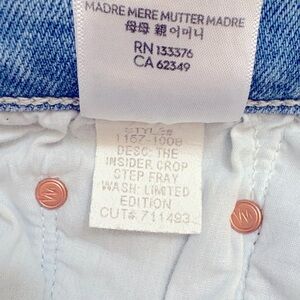 MADRE MERE MUTTER MADRE
母母 親 어머니
RN 133376
CA 62349
STYLE#
1157-1008
DESC: THE
INSIDER CROP
STEP FRAY
WASH: LIMITED
EDITION
CUT# 711493